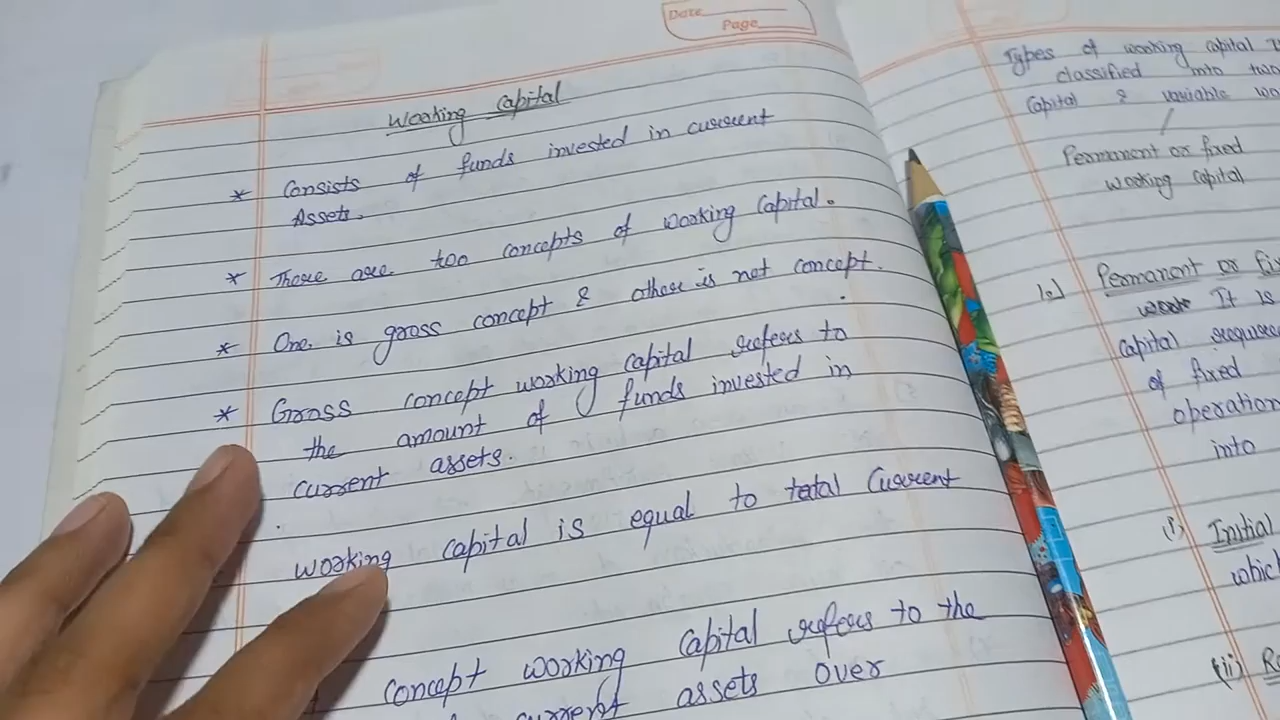 Date
Page
Working Capital
* Consists of funds invested in current
Assets.
* There are too concepts of working Capital.
* One is gross concept & other is net concept.
* Gross concept working capital refers to
the amount of funds invested in
current assets.
working capital is equal to total Current
concept working Capital refers to the
current assets over
Types of working capital
classified into two
Capital & variable
Permanent or fixed
working capital
1.) Permanent or
It is
capital
of fixed
operation
into
(i) Initial
which
(ii)